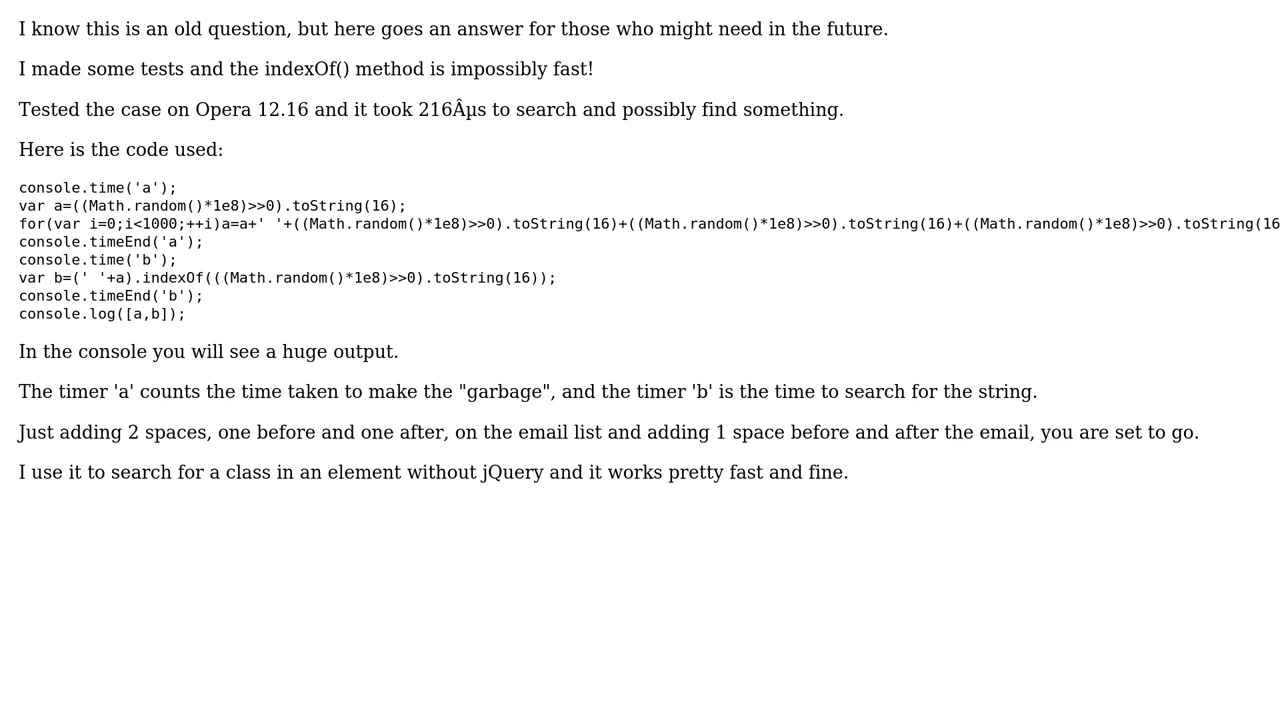 I know this is an old question, but here goes an answer for those who might need in the future.
I made some tests and the indexOf() method is impossibly fast!
Tested the case on Opera 12.16 and it took 216Âµs to search and possibly find something.
Here is the code used:
console.time('a');
var a=((Math.random()*1e8)>>0).toString(16);
for(var i=0;i<1000;++i)a=a+' '+((Math.random()*1e8)>>0).toString(16)+((Math.random()*1e8)>>0).toString(16)+((Math.random()*1e8)>>0).toString(16
console.timeEnd('a');
console.time('b');
var b=(' '+a).indexOf(((Math.random()*1e8)>>0).toString(16));
console.timeEnd('b');
console.log([a,b]);
In the console you will see a huge output.
The timer 'a' counts the time taken to make the "garbage", and the timer 'b' is the time to search for the string.
Just adding 2 spaces, one before and one after, on the email list and adding 1 space before and after the email, you are set to go.
I use it to search for a class in an element without jQuery and it works pretty fast and fine.